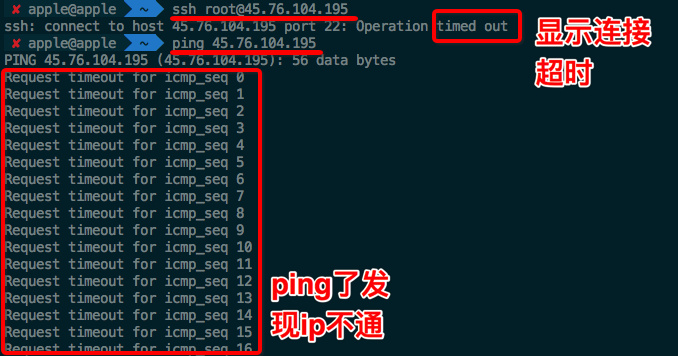 ✘ apple@apple ~ ssh root@45.76.104.195
ssh: connect to host 45.76.104.195 port 22: Operation timed out
✘ apple@apple ~ ping 45.76.104.195
PING 45.76.104.195 (45.76.104.195): 56 data bytes
Request timeout for icmp_seq 0
Request timeout for icmp_seq 1
Request timeout for icmp_seq 2
Request timeout for icmp_seq 3
Request timeout for icmp_seq 4
Request timeout for icmp_seq 5
Request timeout for icmp_seq 6
Request timeout for icmp_seq 7
Request timeout for icmp_seq 8
Request timeout for icmp_seq 9
Request timeout for icmp_seq 10
Request timeout for icmp_seq 11
Request timeout for icmp_seq 12
Request timeout for icmp_seq 13
Request timeout for icmp_seq 14
Request timeout for icmp_seq 15
Request timeout for icmp_seq 16
显示连接
超时
ping了发
现ip不通